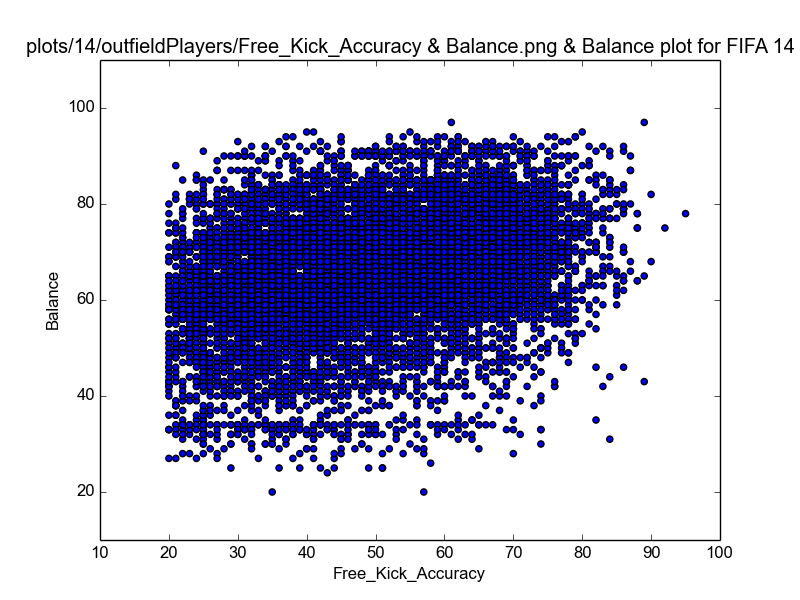 plots/14/outfieldPlayers/Free_Kick_Accuracy & Balance.png & Balance plot for FIFA 14
100
80
60
40
20
Balance
10 20 30 40 50 60 70 80 90 100
Free_Kick_Accuracy